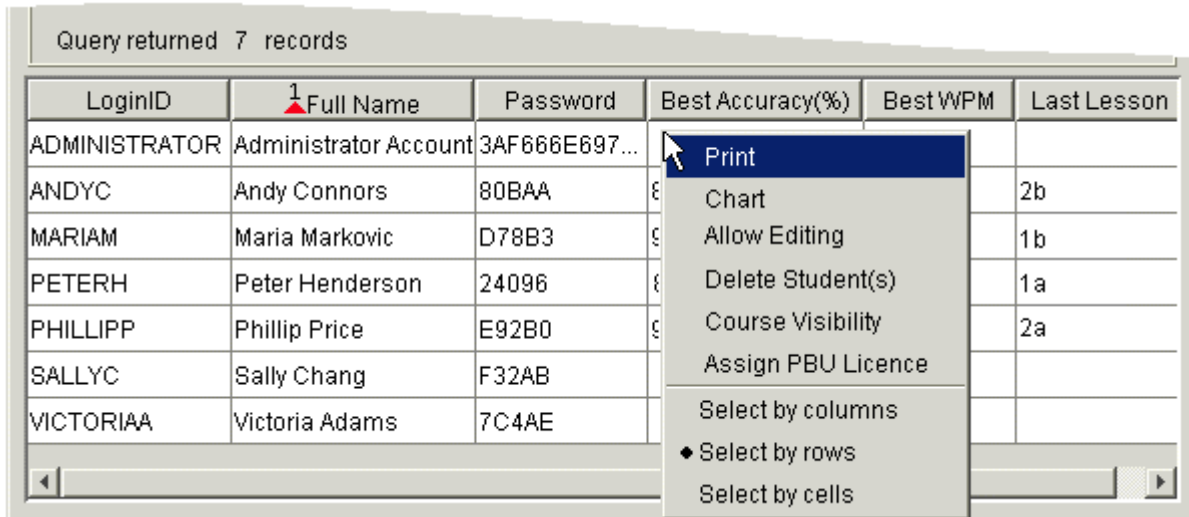 Query returned 7 records
LoginID 1 Full Name Password Best Accuracy(%) Best WPM Last Lesson
ADMINISTRATOR Administrator Account 3AF666E697...
Print
ANDYC Andy Connors 80BAA 2b
Chart
MARIAM Maria Markovic D78B3 9 1b
Allow Editing
PETERH Peter Henderson 24096 1a
Delete Student(s)
PHILLIPP Phillip Price E92B0 9 2a
Course Visibility
SALLYC Sally Chang F32AB
Assign PBU Licence
VICTORIAA Victoria Adams 7C4AE
Select by columns
Select by rows
Select by cells